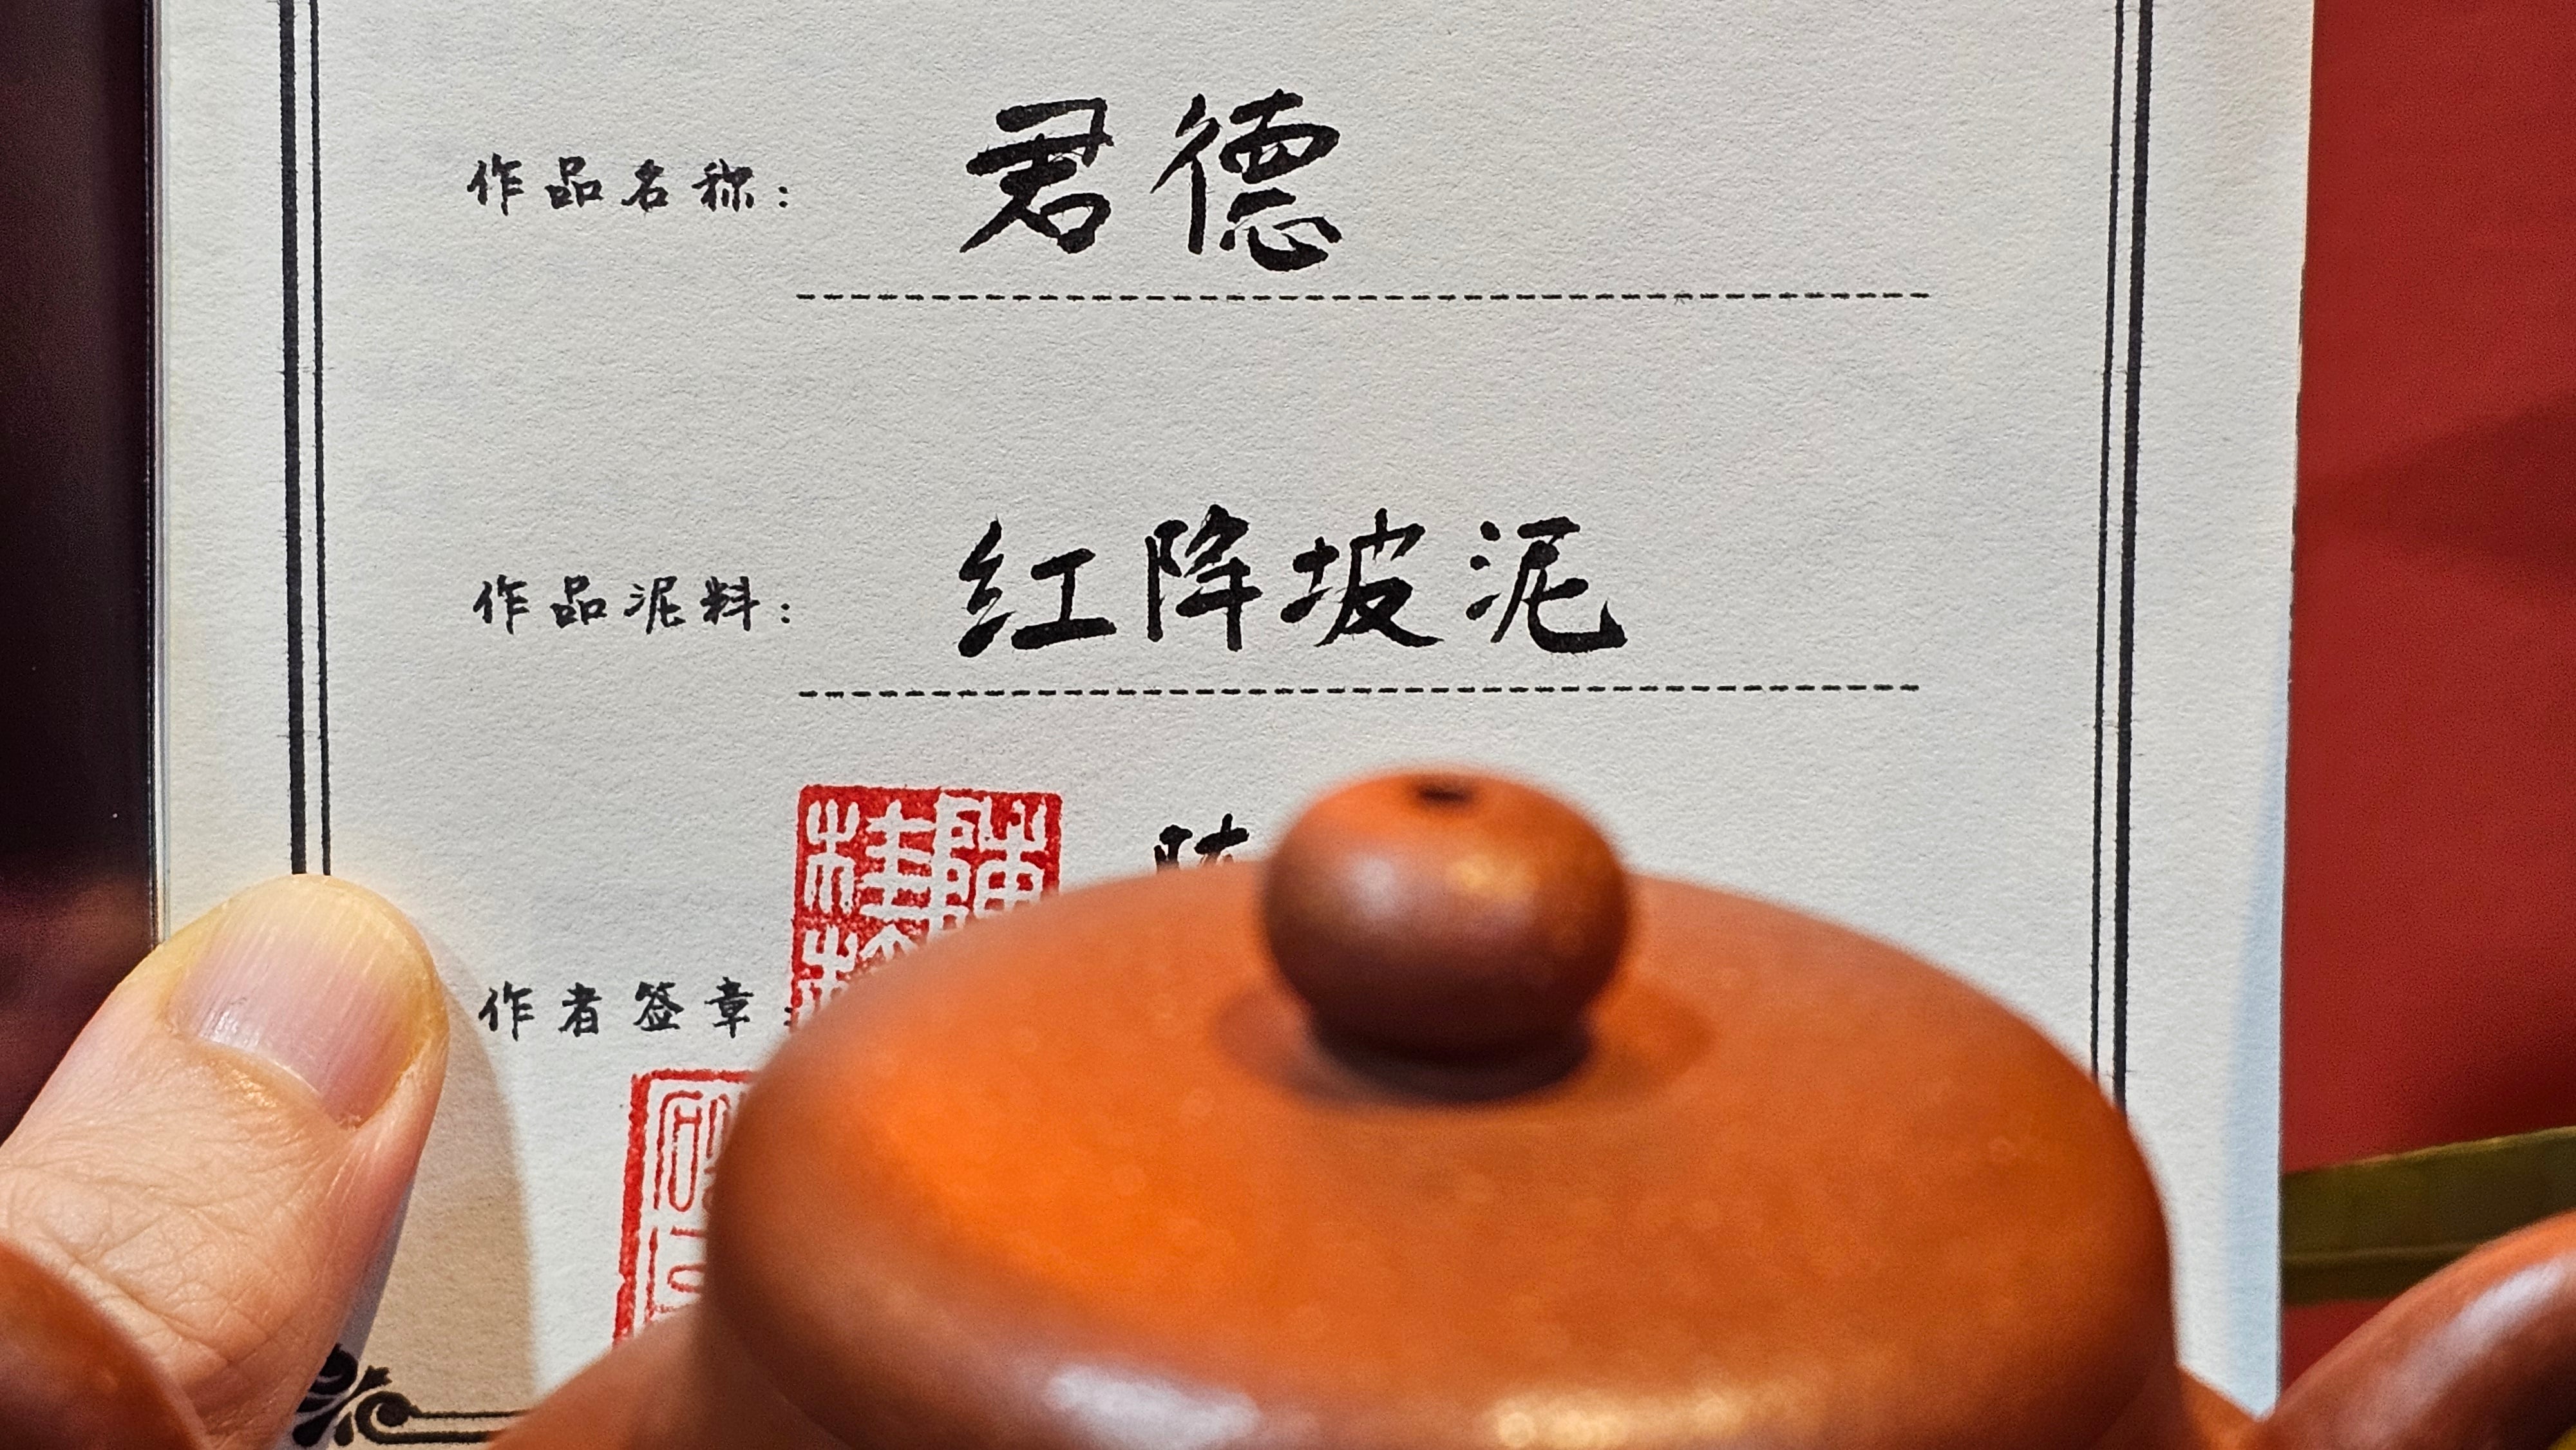 作品名称： 君德
作品泥料： 红降坡泥
作者签章